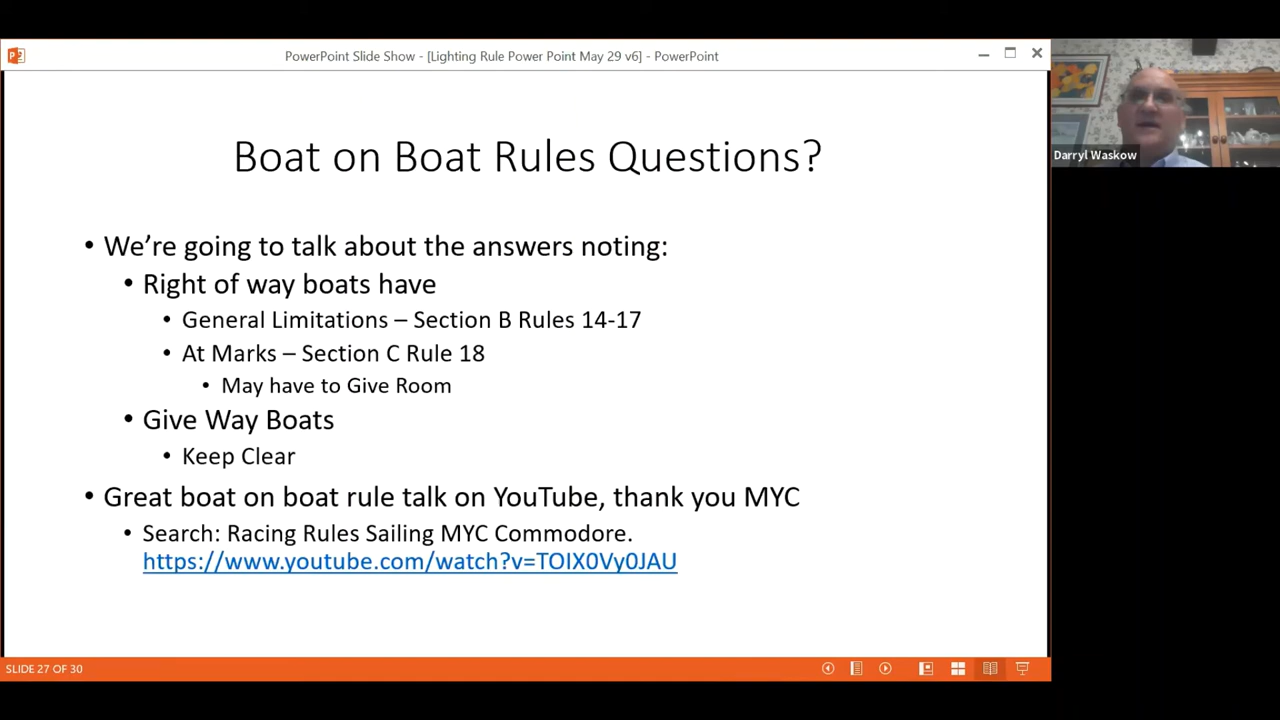 PowerPoint Slide Show - [Lighting Rule Power Point May 29 v6] - PowerPoint
Darryl Waskow
Boat on Boat Rules Questions?
• We’re going to talk about the answers noting:
• Right of way boats have
• General Limitations – Section B Rules 14-17
• At Marks – Section C Rule 18
• May have to Give Room
• Give Way Boats
• Keep Clear
• Great boat on boat rule talk on YouTube, thank you MYC
• Search: Racing Rules Sailing MYC Commodore.
https://www.youtube.com/watch?v=TOIX0Vy0JAU
SLIDE 27 OF 30